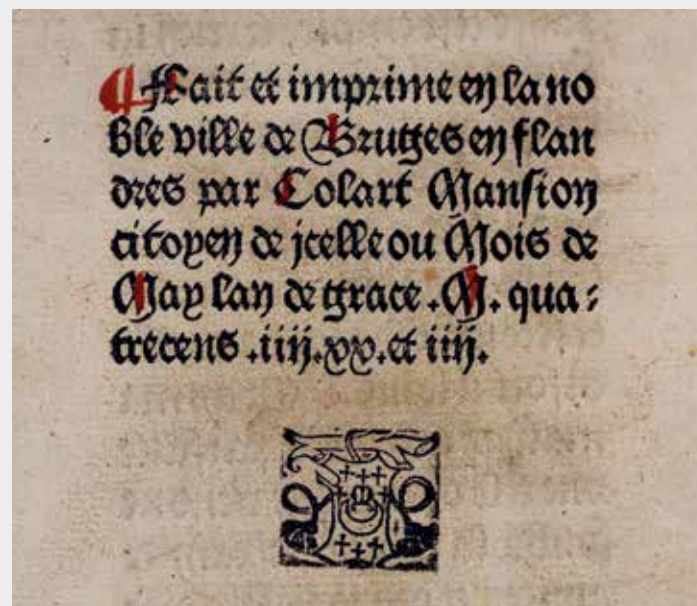 ¶ Fait et imprime en la no
ble ville de Bruges en flan
dres par Colart Mansion
citoyen de jcelle ou Mois de
May lan de grace . M . qua⸗
trecens . iiij . xx . et iiij .